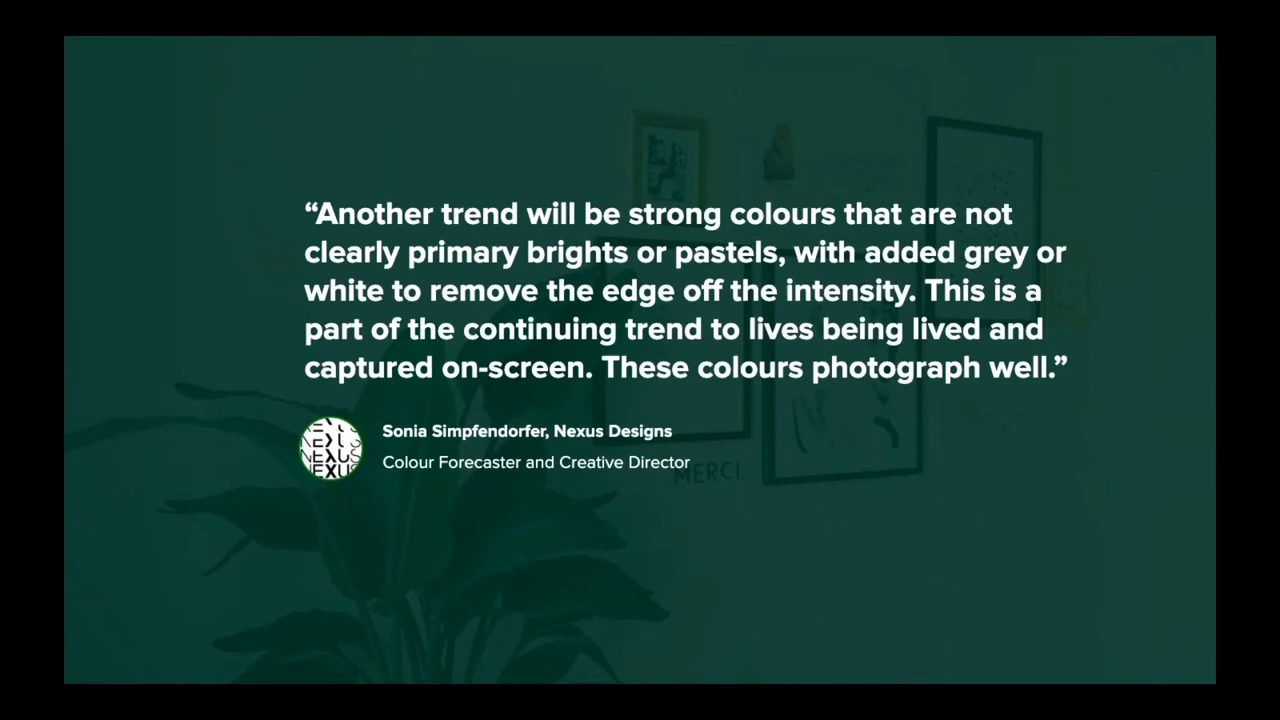 “Another trend will be strong colours that are not
clearly primary brights or pastels, with added grey or
white to remove the edge off the intensity. This is a
part of the continuing trend to lives being lived and
captured on-screen. These colours photograph well.”
Sonia Simpfendorfer, Nexus Designs
Colour Forecaster and Creative Director
MERCI
NEXUS